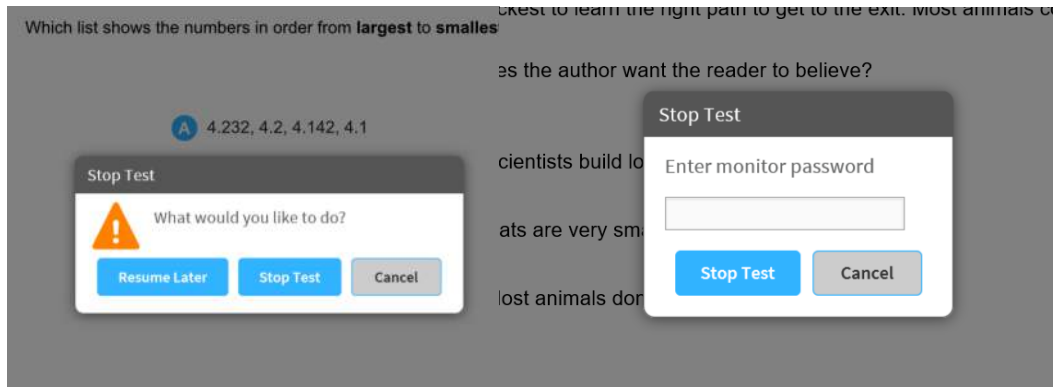 Which list shows the numbers in order from largest to smalles
A 4.232, 4.2, 4.142, 4.1
Stop Test
What would you like to do?
Resume Later
Stop Test
Cancel
ckest to learn the right path to get to the exit. Most animals c
es the author want the reader to believe?
cientists build lo
ats are very sma
lost animals don
Stop Test
Enter monitor password
Stop Test
Cancel